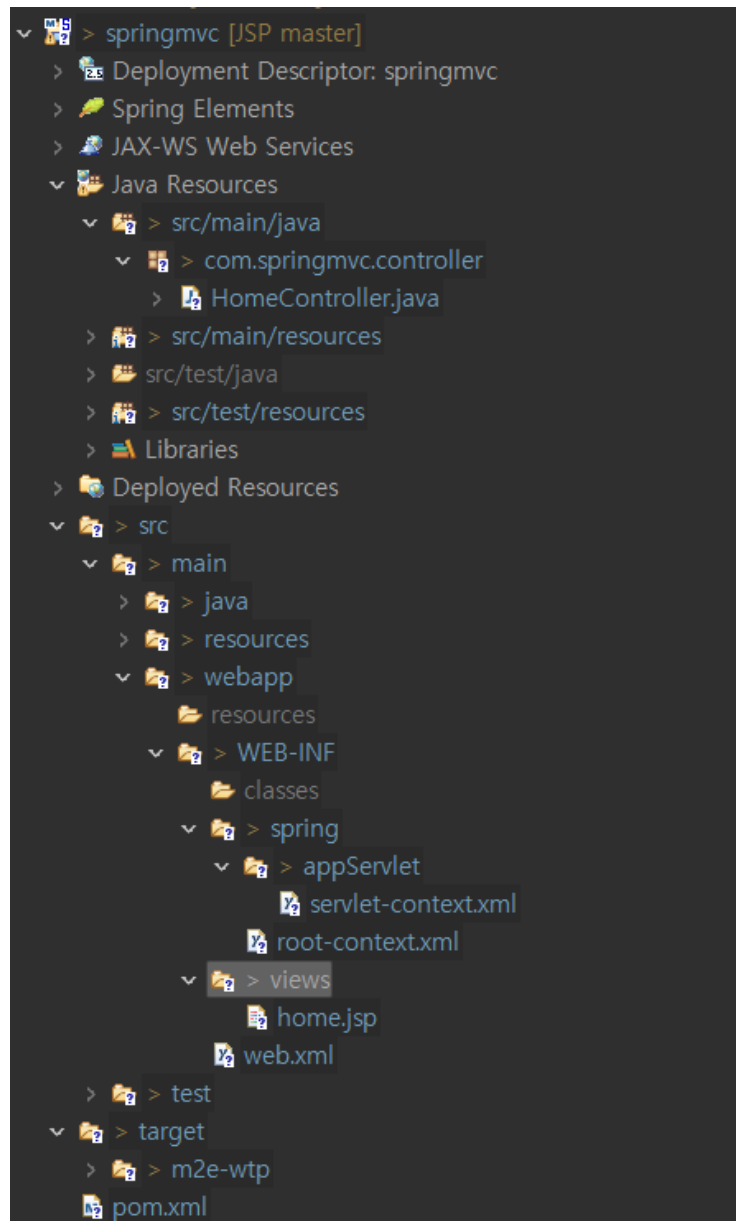 > springmvc [JSP master]
Deployment Descriptor: springmvc
Spring Elements
JAX-WS Web Services
Java Resources
> src/main/java
> com.springmvc.controller
HomeController.java
> src/main/resources
src/test/java
> src/test/resources
Libraries
Deployed Resources
> src
> main
> java
> resources
> webapp
resources
> WEB-INF
classes
> spring
> appServlet
servlet-context.xml
root-context.xml
> views
home.jsp
web.xml
> test
> target
> m2e-wtp
pom.xml